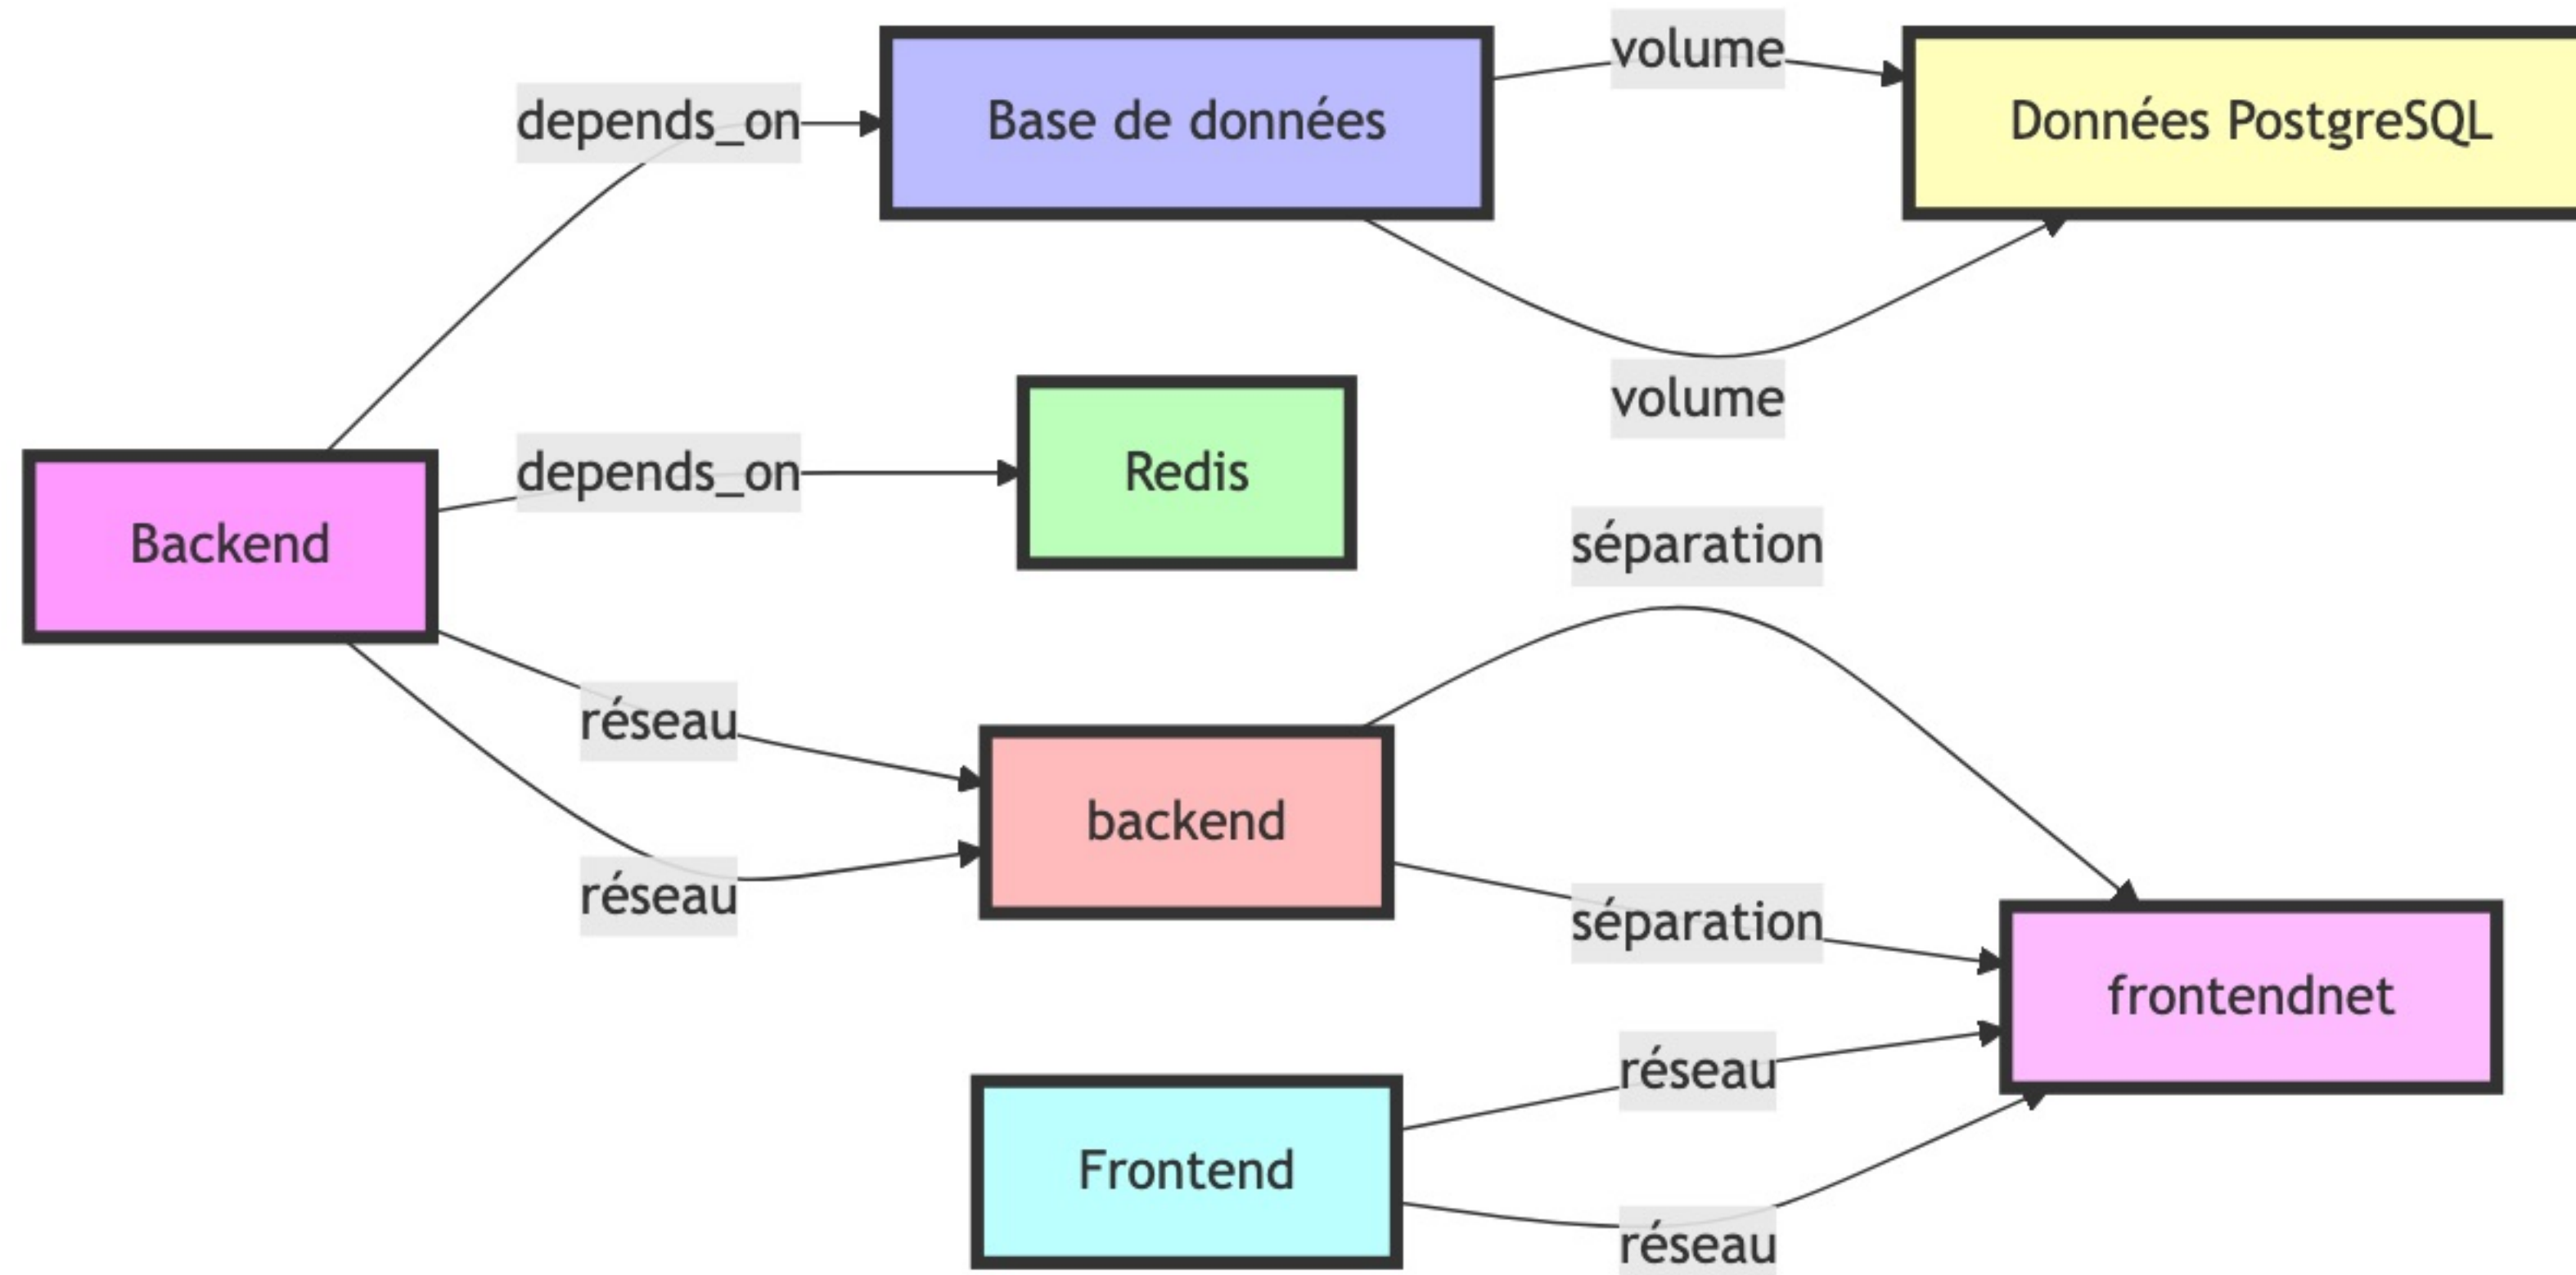 volume
depends_on
Base de données
Données PostgreSQL
volume
depends_on
Redis
Backend
séparation
réseau
backend
réseau
séparation
frontendnet
réseau
Frontend
réseau